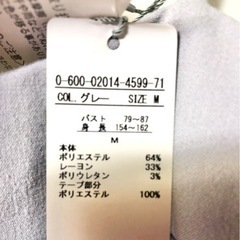 0-600-02014-4599-71
COL. グレー SIZE M
バスト 79~87
身長 154~162
M
本体
ポリエステル 64%
レーヨン 33%
ポリウレタン 3%
テープ部分
ポリエステル 100%